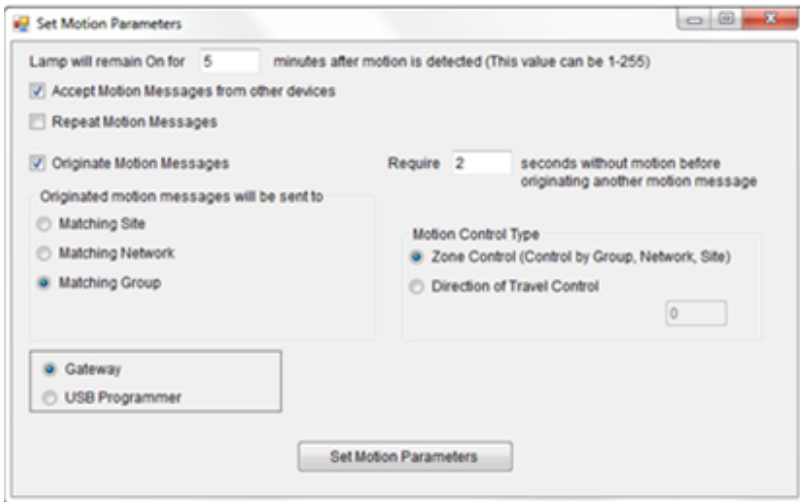 Set Motion Parameters
Lamp will remain On for 5 minutes after motion is detected (This value can be 1-255)
Accept Motion Messages from other devices
Repeat Motion Messages
Originate Motion Messages
Require 2 seconds without motion before
originating another motion message
Originated motion messages will be sent to
Matching Site
Matching Network
Matching Group
Motion Control Type
Zone Control (Control by Group, Network, Site)
Direction of Travel Control
0
Gateway
USB Programmer
Set Motion Parameters